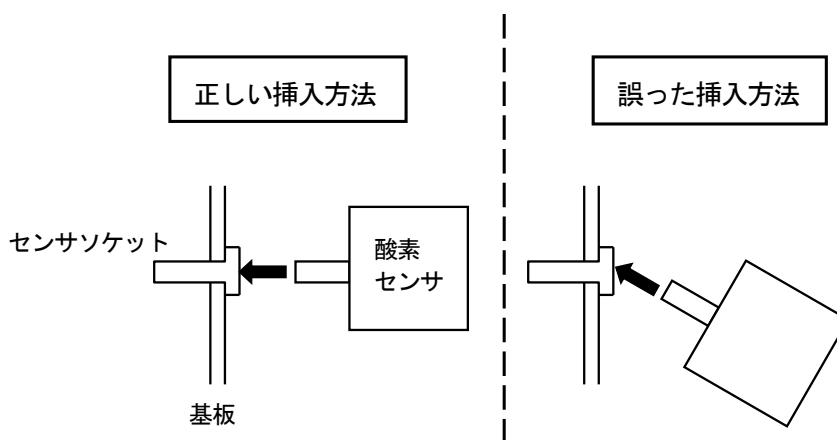 正しい挿入方法
誤った挿入方法
センサソケット
酸素
センサ
基板